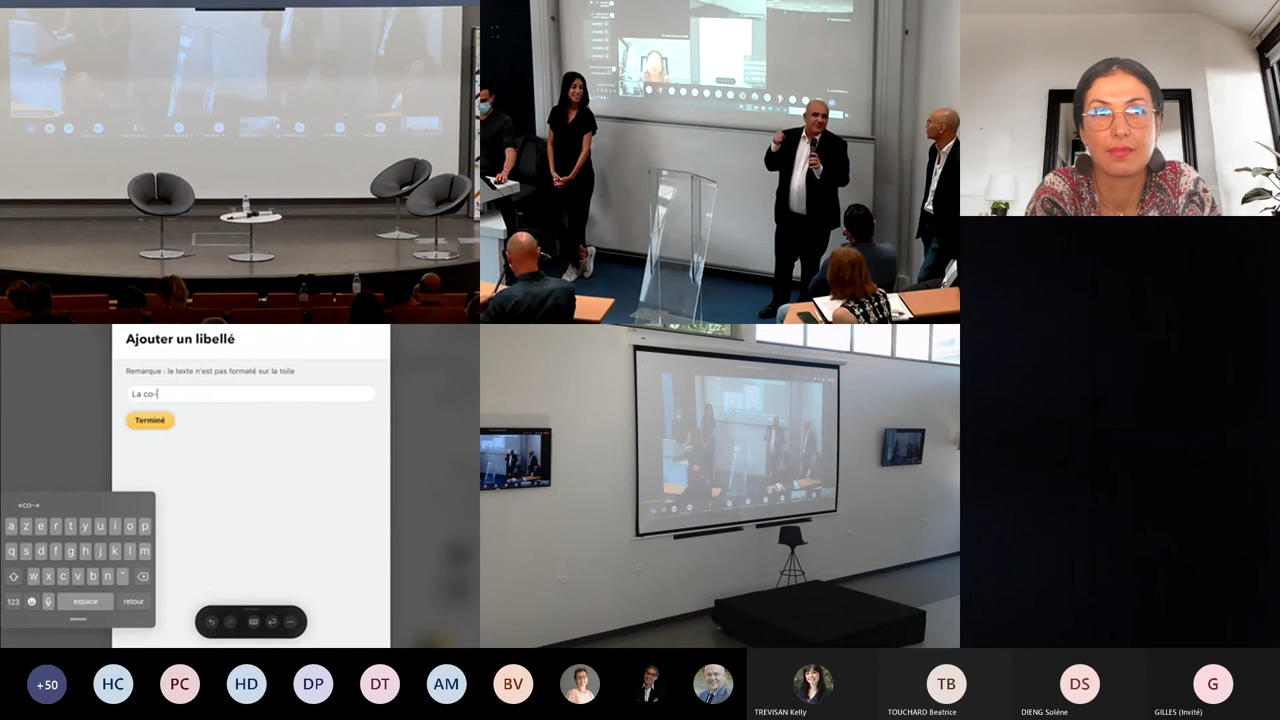 Ajouter un libellé
Remarque : le texte n'est pas formaté sur la toile
La co-
Terminé
«co-»
a z e r t y u i o p
q s d f g h j k l m
w x c v b n
123 espace retour
+50 HC PC HD DP DT AM BV TB DS G
TREVISAN Kelly TOUCHARD Beatrice DIENG Solène GILLES (Invité)